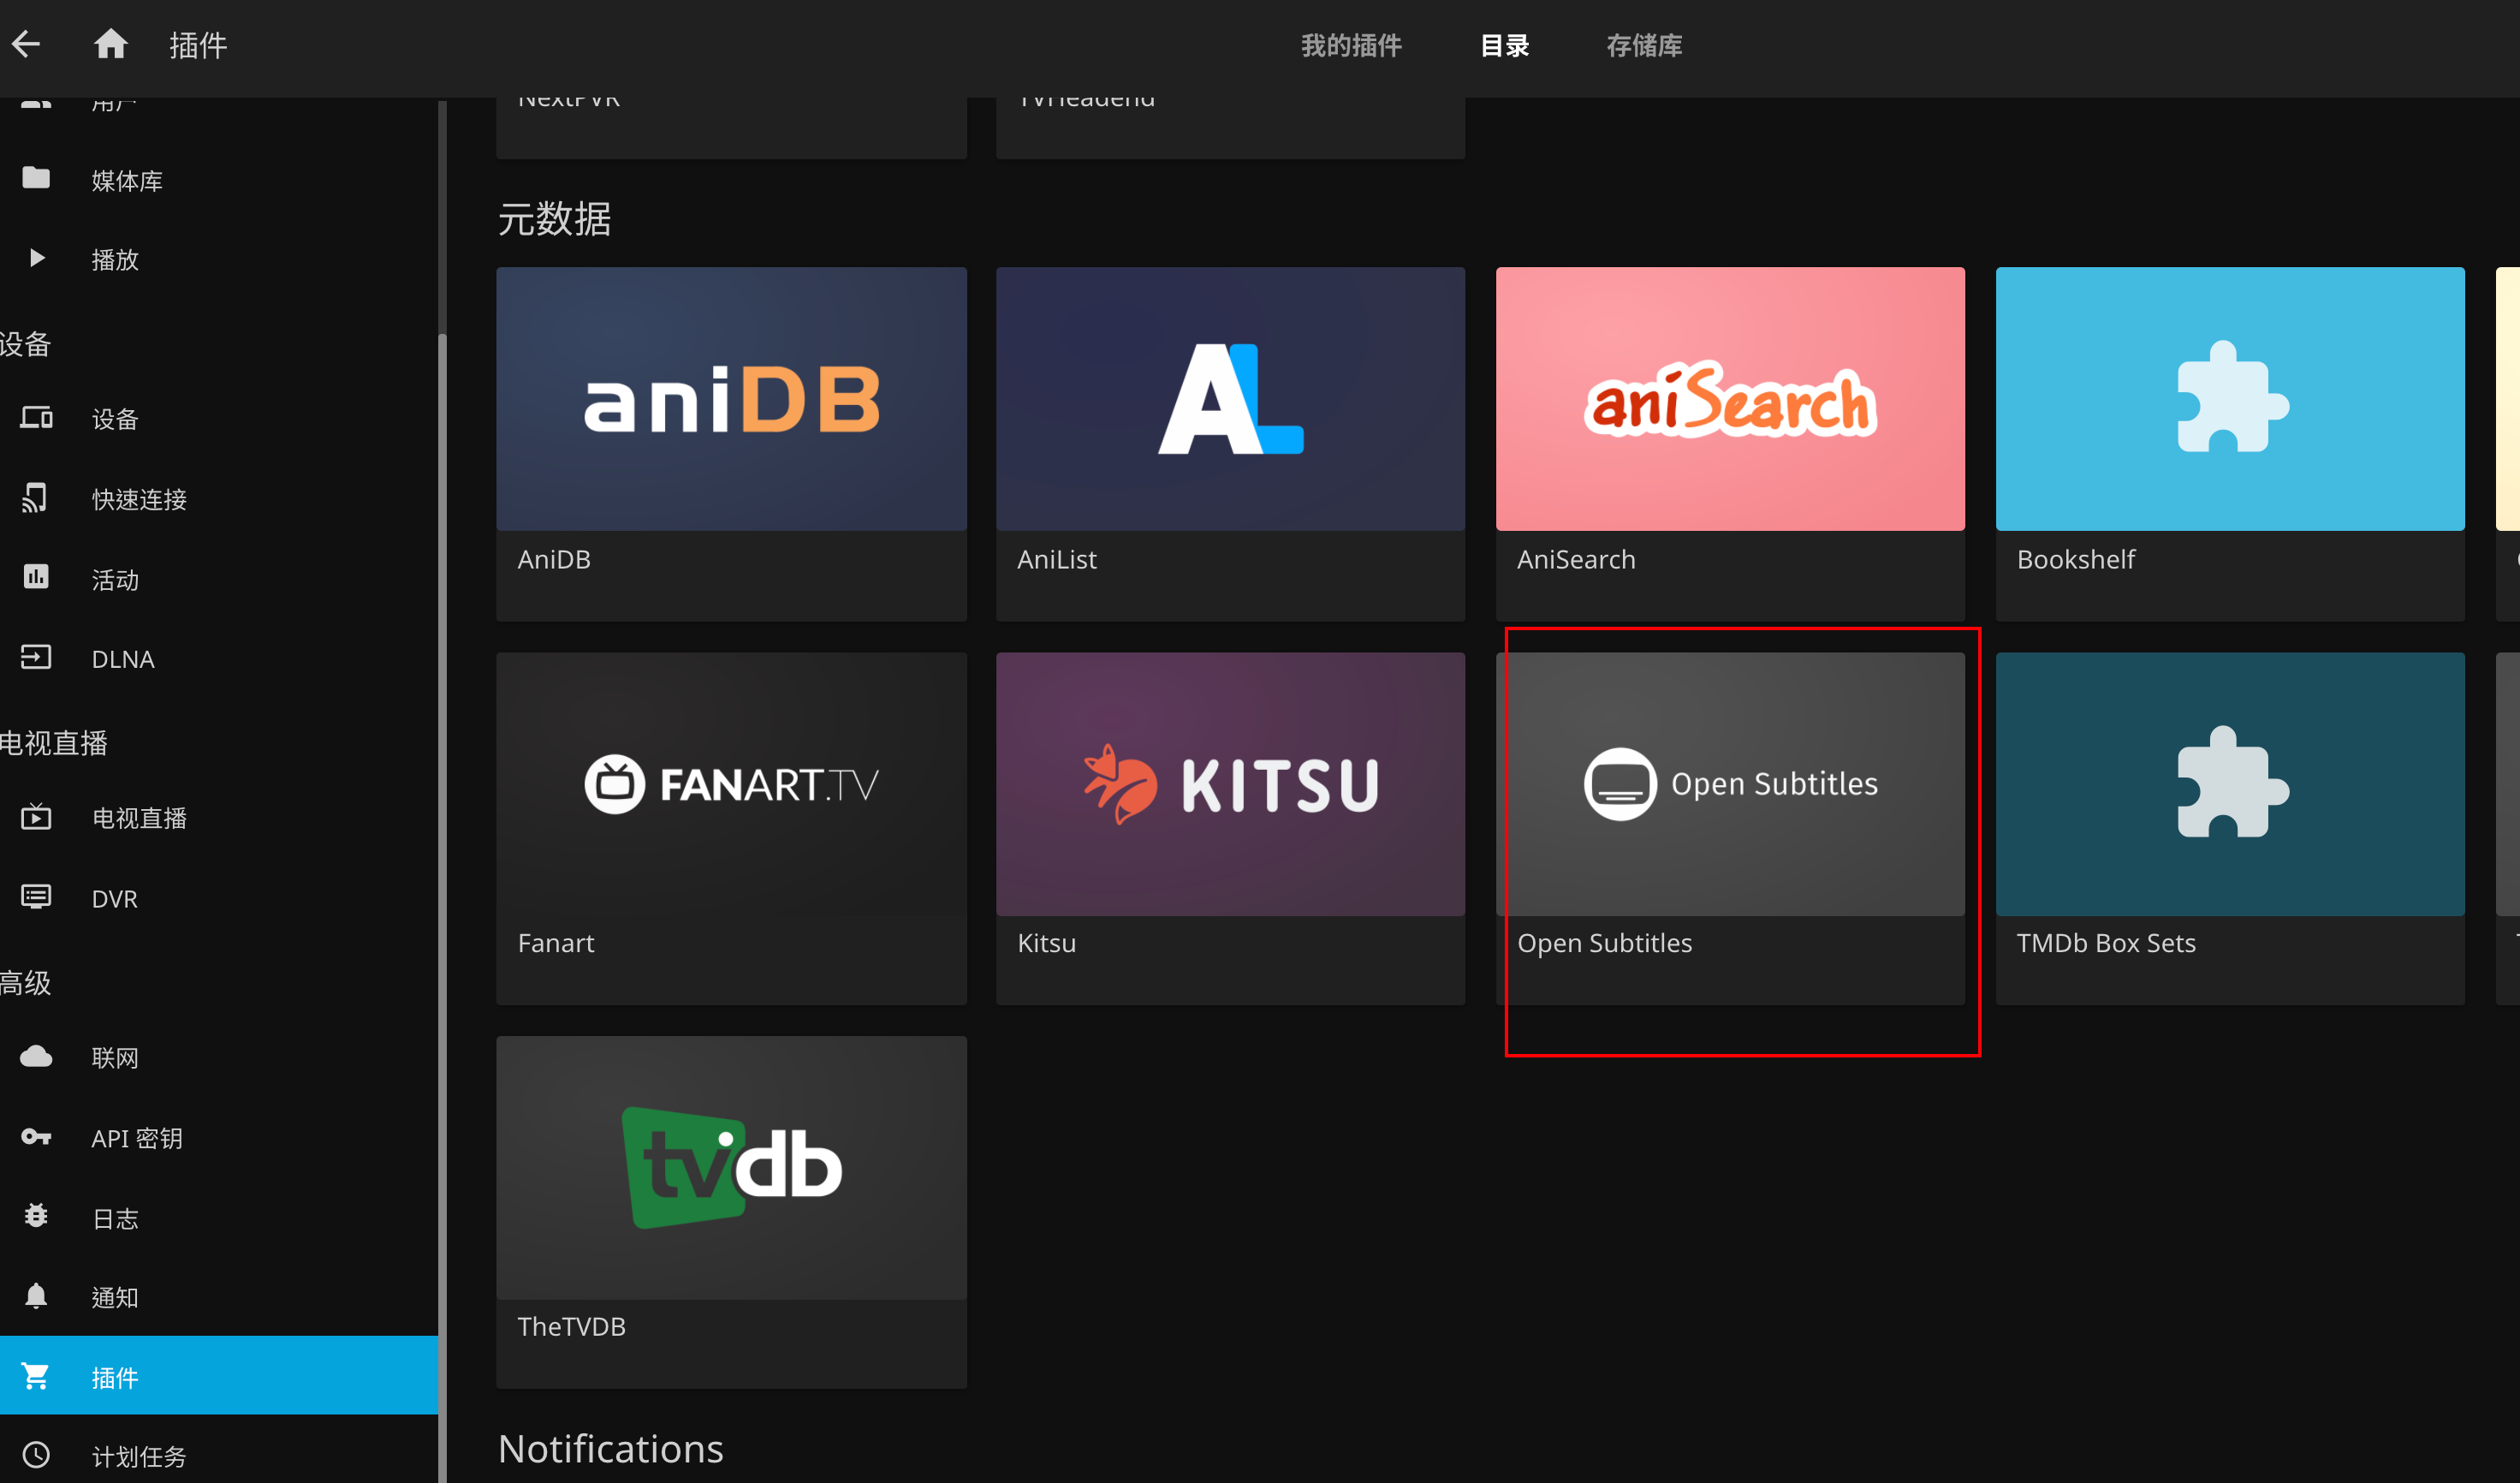 插件
我的插件
目录
存储库
用户
媒体库
播放
设备
设备
快速连接
活动
DLNA
电视直播
电视直播
DVR
高级
联网
API 密钥
日志
通知
插件
计划任务
NextPVR
TVHeadend
元数据
aniDB
AL
aniSearch
AniDB
AniList
AniSearch
Bookshelf
FANART.TV
KITSU
Open Subtitles
Fanart
Kitsu
Open Subtitles
TMDb Box Sets
tvdb
TheTVDB
Notifications